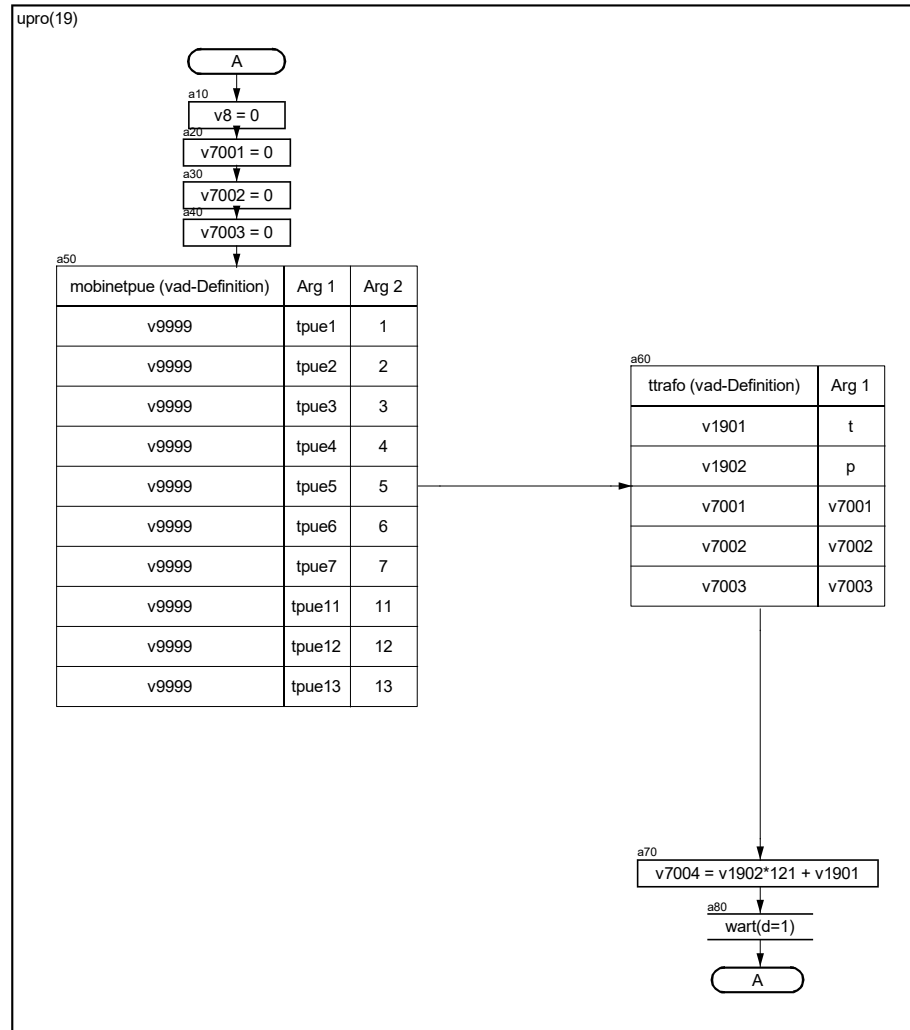 upro(19)
A
a10
v8 = 0
a20
v7001 = 0
a30
v7002 = 0
a40
v7003 = 0
a50
mobinetpue (vad-Definition) Arg 1 Arg 2
v9999 tpue1 1
v9999 tpue2 2
v9999 tpue3 3
v9999 tpue4 4
v9999 tpue5 5
v9999 tpue6 6
v9999 tpue7 7
v9999 tpue11 11
v9999 tpue12 12
v9999 tpue13 13
a60
ttrafo (vad-Definition) Arg 1
v1901 t
v1902 p
v7001 v7001
v7002 v7002
v7003 v7003
a70
v7004 = v1902*121 + v1901
a80
wart(d=1)
A